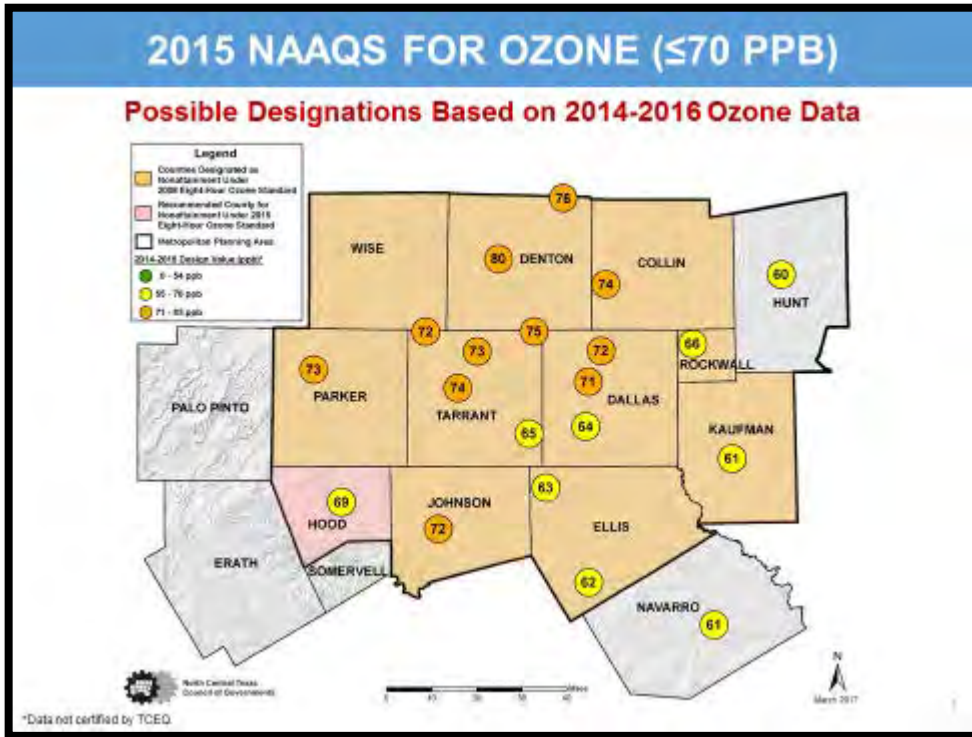 2015 NAAQS FOR OZONE (≤70 PPB)
Possible Designations Based on 2014-2016 Ozone Data
Legend
Counties Designated as
Nonattainment Under
2008 Eight-Hour Ozone Standard
Recommended County for
Nonattainment Under 2015
Eight-Hour Ozone Standard
Metropolitan Planning Area
2014-2016 Design Value (ppb)*
0 - 54 ppb
55 - 70 ppb
71 - 85 ppb
76
WISE
80 DENTON
COLLIN
74
60
HUNT
72
75
73
72
66
ROCKWALL
73
PARKER
74
TARRANT
71
DALLAS
PALO PINTO
65
64
KAUFMAN
61
69
HOOD
JOHNSON
72
63
ELLIS
ERATH
SOMERVELL
62
NAVARRO
61
North Central Texas
Council of Governments
0 10 20 30 40 Miles
N
March 2017
*Data not certified by TCEQ